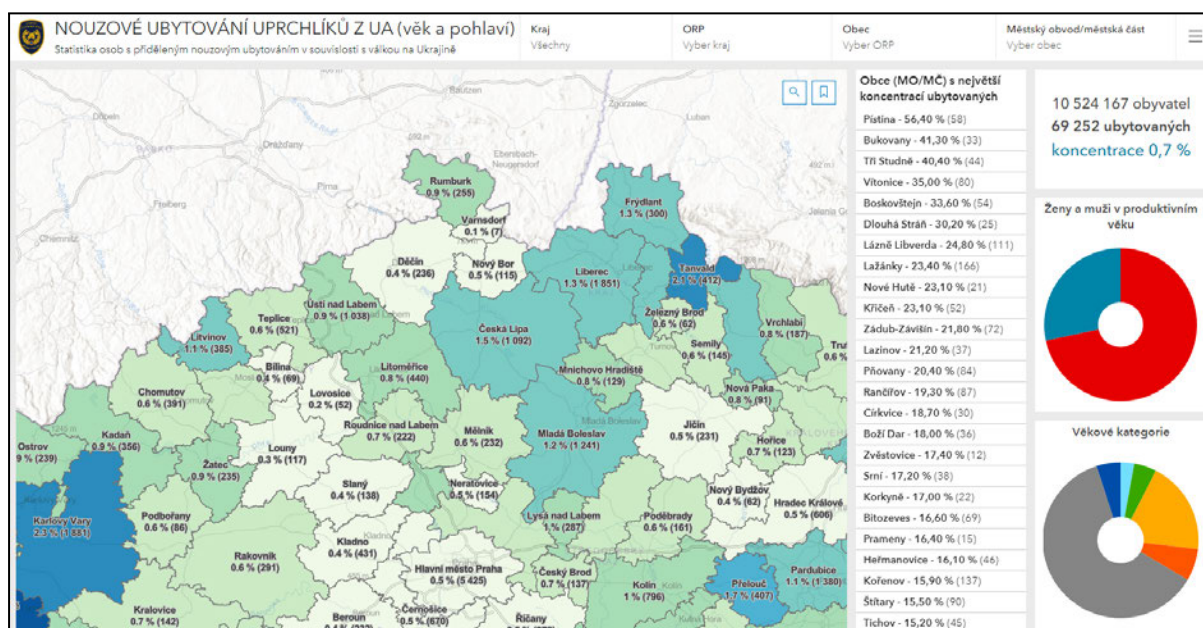 NOUZOVÉ UBYTOVÁNÍ UPRCHLÍKŮ Z UA (věk a pohlaví)
Statistika osob s přiděleným nouzovým ubytováním v souvislosti s válkou na Ukrajině
Kraj
Všechny
ORP
Vyber kraj
Obec
Vyber ORP
Městský obvod/městská část
Vyber obec
Rumburk
0.9 % (255)
Varnsdorf
0.1 % (7)
Frýdlant
1.3 % (300)
Děčín
0.4 % (236)
Nový Bor
0.5 % (115)
Liberec
1.3 % (1 851)
Tanvald
2.1 % (412)
Ústí nad Labem
0.9 % (1 038)
Teplice
0.6 % (521)
Česká Lípa
1.5 % (1 092)
Železný Brod
0.6 % (62)
Vrchlabí
0.8 % (187)
Litvínov
1.1 % (385)
Semily
0.6 % (145)
Tru
0.6 %
Bílina
0.4 % (69)
Litoměřice
0.8 % (440)
Mnichovo Hradiště
0.8 % (129)
Chomutov
0.6 % (391)
Lovosice
0.2 % (52)
Nová Paka
0.8 % (91)
Roudnice nad Labem
0.7 % (222)
Mělník
0.6 % (232)
Mladá Boleslav
1.2 % (1 241)
Jičín
0.5 % (231)
Hořice
0.7 % (123)
Ostrov
9 % (239)
Kadaň
0.9 % (356)
Louny
0.3 % (117)
Žatec
0.9 % (235)
Slaný
0.4 % (138)
Neratovice
0.5 % (154)
Nový Bydžov
0.4 % (62)
Hradec Králové
0.5 % (606)
Karlovy Vary
2.3 % (1 881)
Podbořany
0.6 % (86)
Lysá nad Labem
1 % (287)
Poděbrady
0.6 % (161)
Kladno
0.4 % (431)
Rakovník
0.6 % (291)
Hlavní město Praha
0.5 % (5 425)
Český Brod
0.7 % (137)
Kolín
1 % (796)
Přelouč
1.7 % (407)
Pardubice
1.1 % (1 380)
Kralovice
0.7 % (142)
Beroun
Černošice
0.5 % (670)
Říčany
Obce (MO/MČ) s největší
koncentrací ubytovaných
Pístina - 56,40 % (58)
Bukovany - 41,30 % (33)
Tři Studně - 40,40 % (44)
Vítonice - 35,00 % (80)
Boskovštejn - 33,60 % (54)
Dlouhá Stráň - 30,20 % (25)
Lázně Libverda - 24,80 % (111)
Lažánky - 23,40 % (166)
Nové Hutě - 23,10 % (21)
Křičeň - 23,10 % (52)
Zádub-Závišín - 21,80 % (72)
Lazinov - 21,20 % (37)
Pňovany - 20,40 % (84)
Rančířov - 19,30 % (87)
Církvice - 18,70 % (30)
Boží Dar - 18,00 % (36)
Zvěstovice - 17,40 % (12)
Srní - 17,20 % (38)
Korkyně - 17,00 % (22)
Bitozeves - 16,60 % (69)
Prameny - 16,40 % (15)
Heřmanovice - 16,10 % (46)
Kořenov - 15,90 % (137)
Štítary - 15,50 % (90)
Tichov - 15,20 % (45)
10 524 167 obyvatel
69 252 ubytovaných
koncentrace 0,7 %
Ženy a muži v produktivním
věku
Věkové kategorie